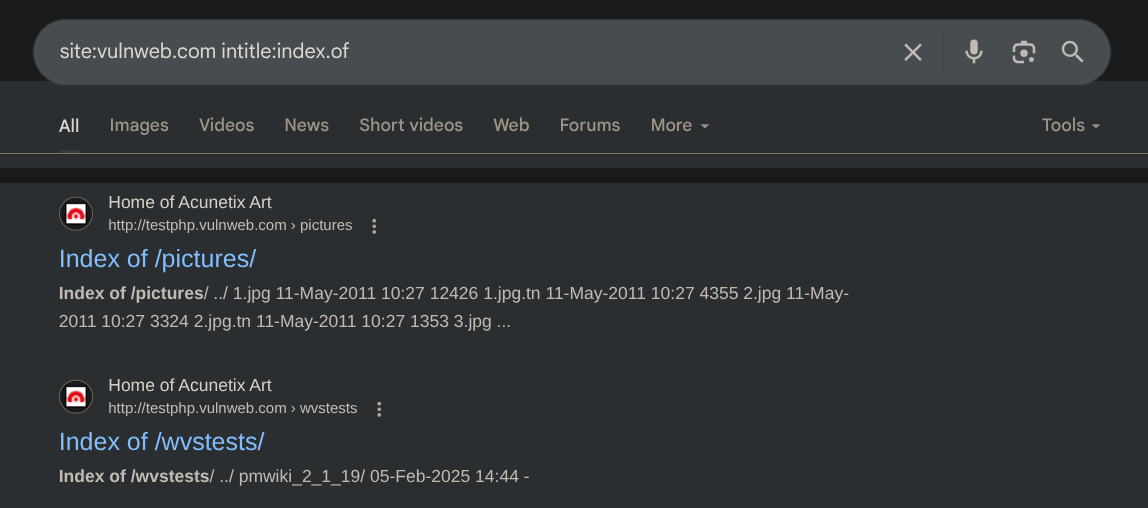 site:vulnweb.com intitle:index.of
All Images Videos News Short videos Web Forums More Tools
Home of Acunetix Art
http://testphp.vulnweb.com › pictures
Index of /pictures/
Index of /pictures/ ../ 1.jpg 11-May-2011 10:27 12426 1.jpg.tn 11-May-2011 10:27 4355 2.jpg 11-May-
2011 10:27 3324 2.jpg.tn 11-May-2011 10:27 1353 3.jpg ...
Home of Acunetix Art
http://testphp.vulnweb.com › wvstests
Index of /wvstests/
Index of /wvstests/ ../ pmwiki_2_1_19/ 05-Feb-2025 14:44 -